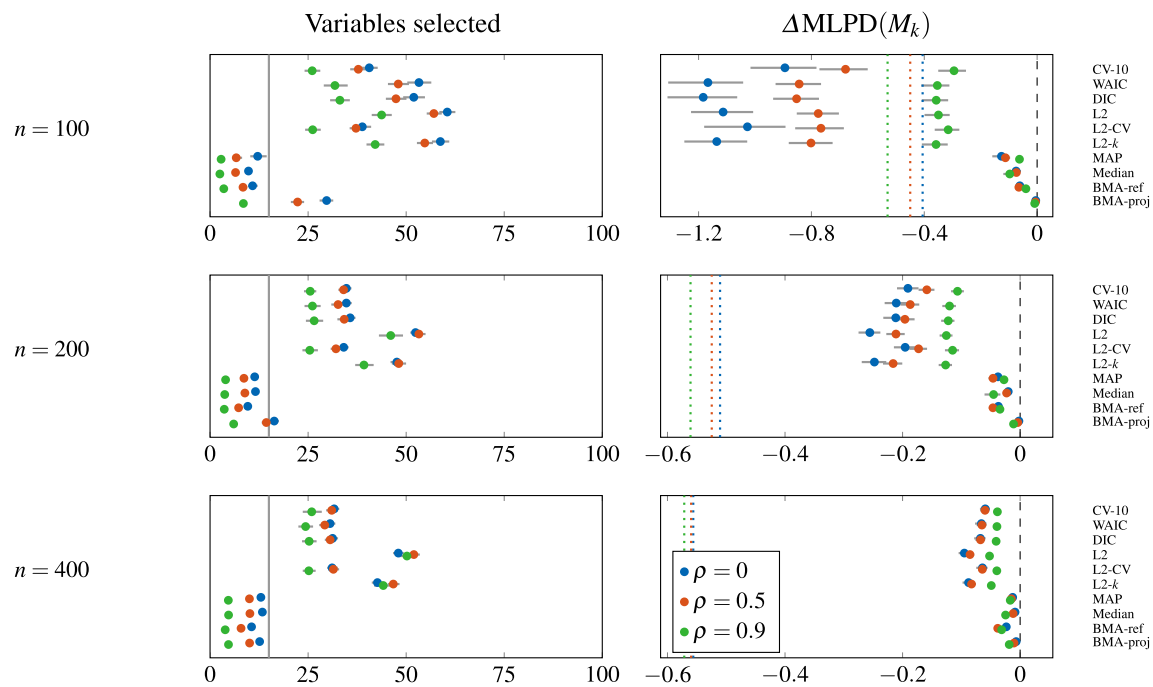 Variables selected
ΔMLPD(M_k)
n = 100
CV-10
WAIC
DIC
L2
L2-CV
L2-k
MAP
Median
BMA-ref
BMA-proj
0 25 50 75 100
−1.2 −0.8 −0.4 0
n = 200
CV-10
WAIC
DIC
L2
L2-CV
L2-k
MAP
Median
BMA-ref
BMA-proj
0 25 50 75 100
−0.6 −0.4 −0.2 0
n = 400
CV-10
WAIC
DIC
L2
L2-CV
L2-k
MAP
Median
BMA-ref
BMA-proj
ρ = 0
ρ = 0.5
ρ = 0.9
0 25 50 75 100
−0.6 −0.4 −0.2 0